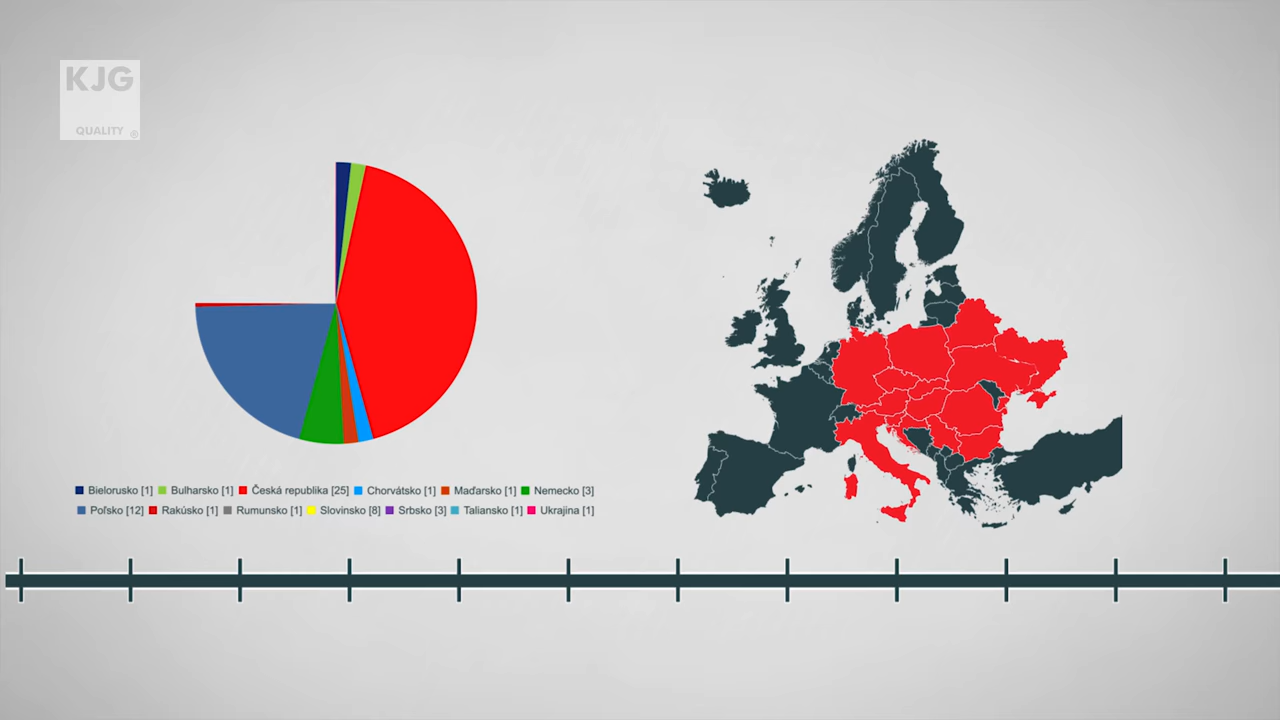 KJG
QUALITY ®
Bielorusko [1] Bulharsko [1] Česká republika [25] Chorvátsko [1] Maďarsko [1] Nemecko [3]
Poľsko [12] Rakúsko [1] Rumunsko [1] Slovinsko [8] Srbsko [3] Taliansko [1] Ukrajina [1]